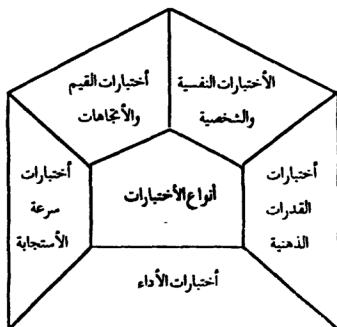 الأختبارات النفسية
والشخصية
أختبارات القيم
والأتجاهات
أختبارات
القدرات
الذهنية
أنواع الأختبارات
أختبارات
سرعة
الأستجابة
أختبارات الأداء